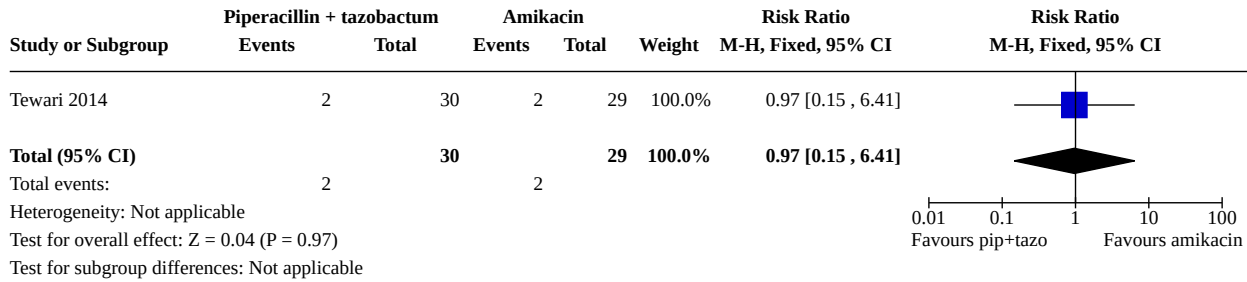 Piperacillin + tazobactum Amikacin Risk Ratio Risk Ratio
Study or Subgroup Events Total Events Total Weight M-H, Fixed, 95% CI M-H, Fixed, 95% CI
Tewari 2014 2 30 2 29 100.0% 0.97 [0.15 , 6.41]
Total (95% CI) 30 29 100.0% 0.97 [0.15 , 6.41]
Total events: 2 2
Heterogeneity: Not applicable
0.01 0.1 1 10 100
Test for overall effect: Z = 0.04 (P = 0.97) Favours pip+tazo Favours amikacin
Test for subgroup differences: Not applicable